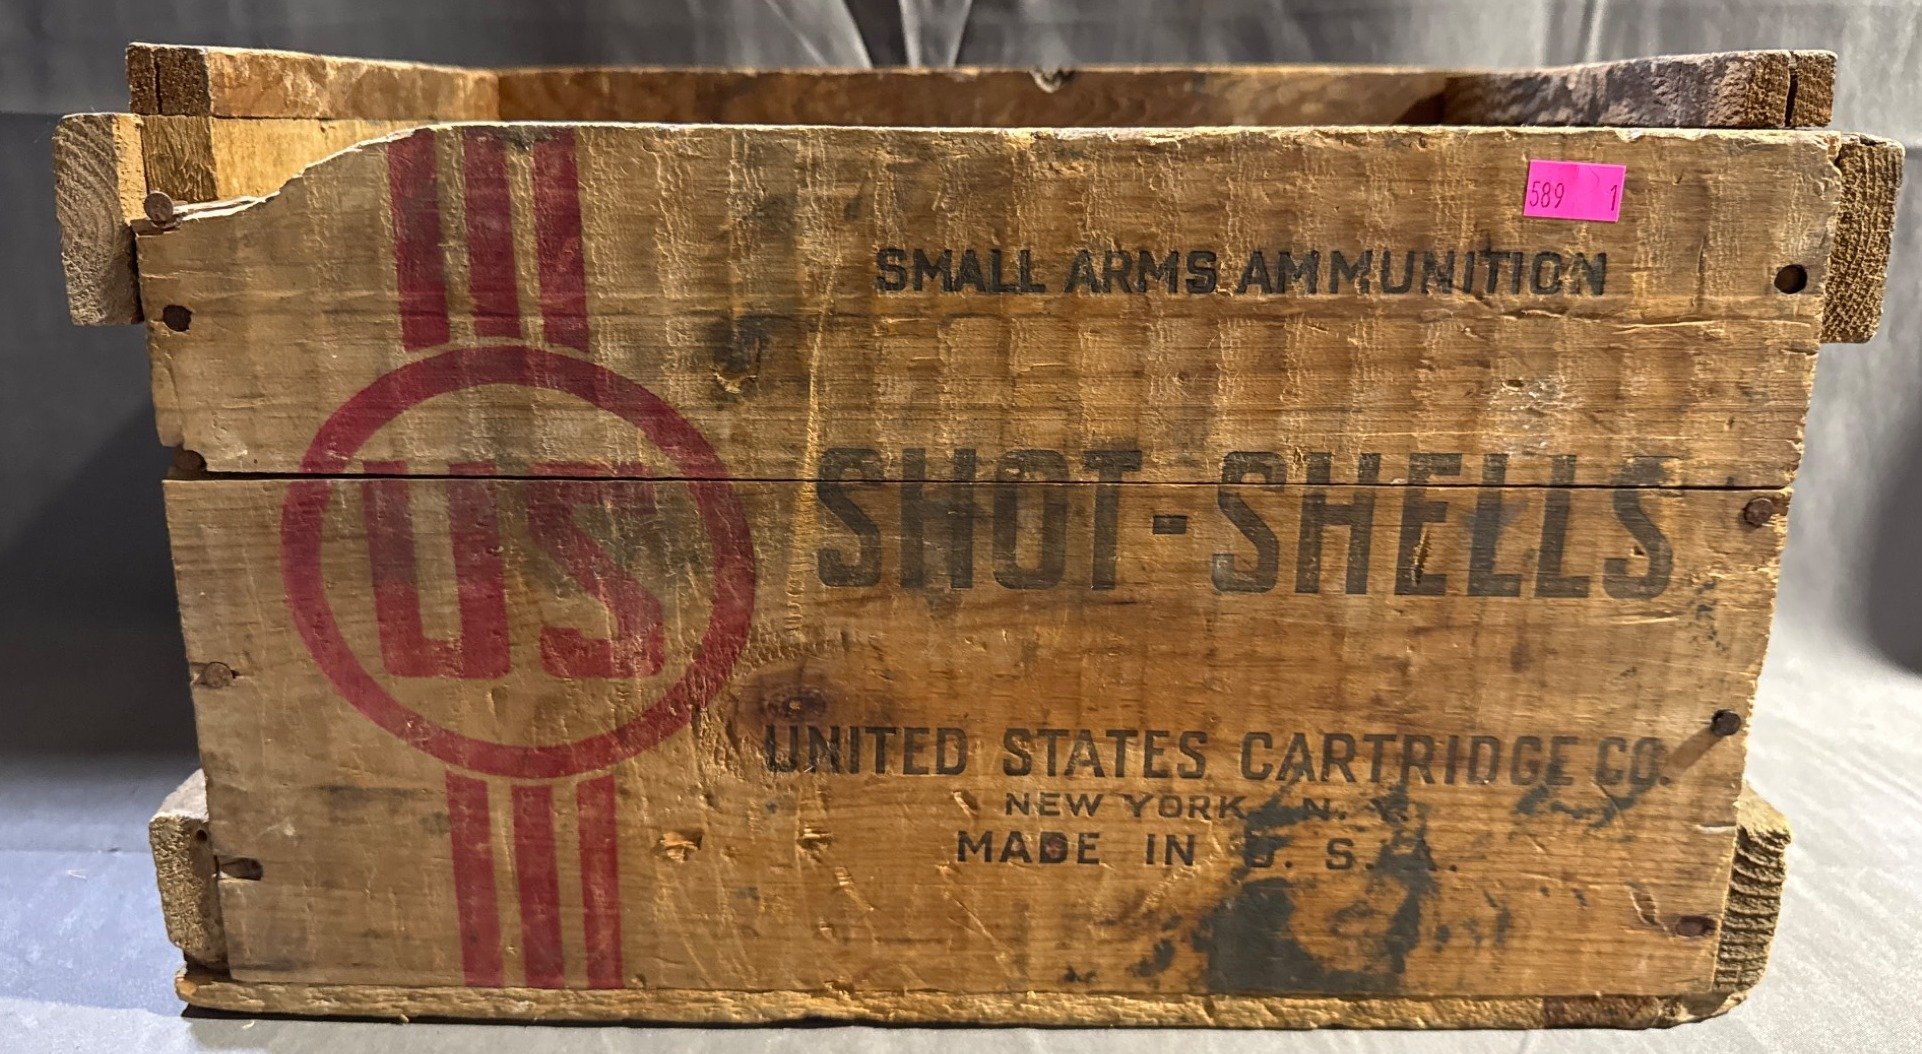 589 1
SMALL ARMS AMMUNITION
US
SHOT-SHELLS
UNITED STATES CARTRIDGE CO.
NEW YORK, N. Y.
MADE IN U. S. A.